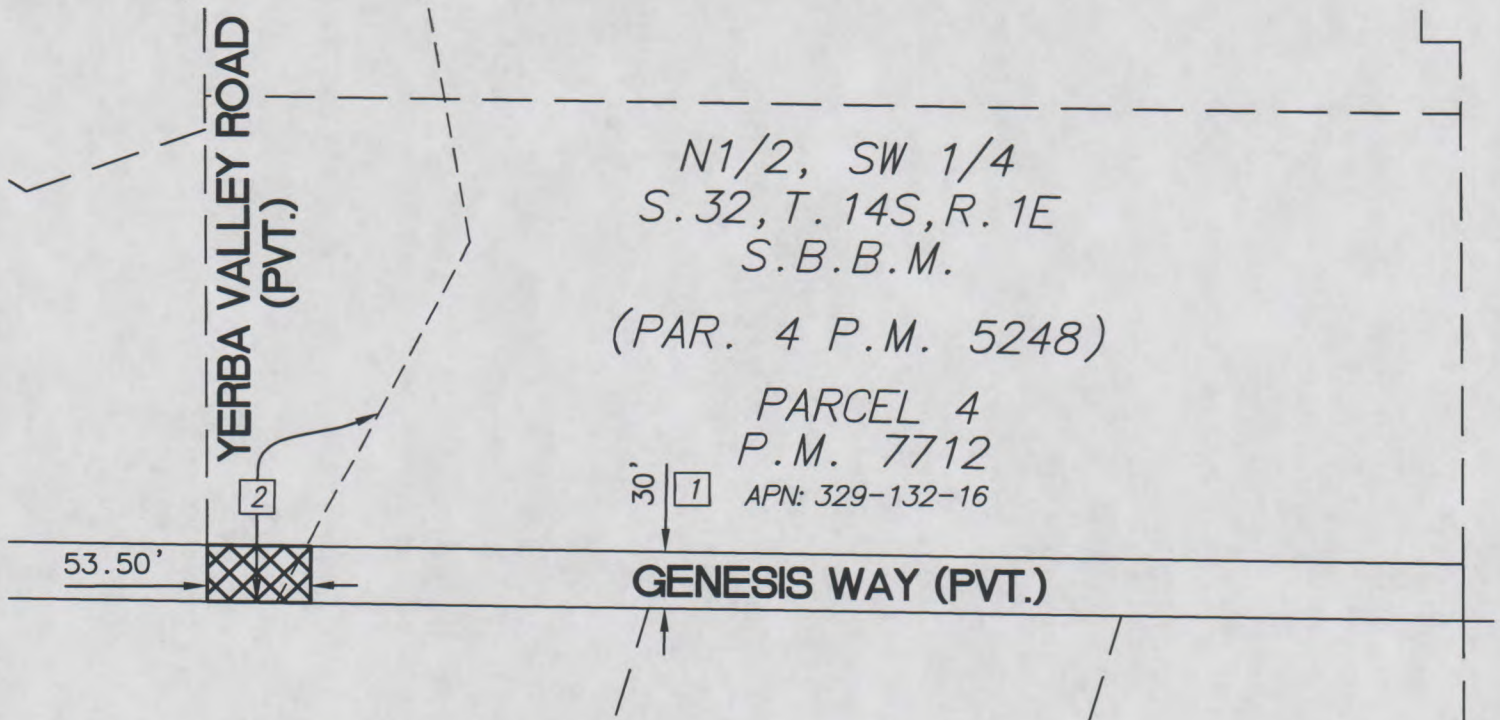 YERBA VALLEY ROAD
(PVT.)
N1/2, SW 1/4
S.32, T. 14S, R. 1E
S.B.B.M.
(PAR. 4 P.M. 5248)
PARCEL 4
P.M. 7712
APN: 329-132-16
30'
1
2
53.50'
GENESIS WAY (PVT.)